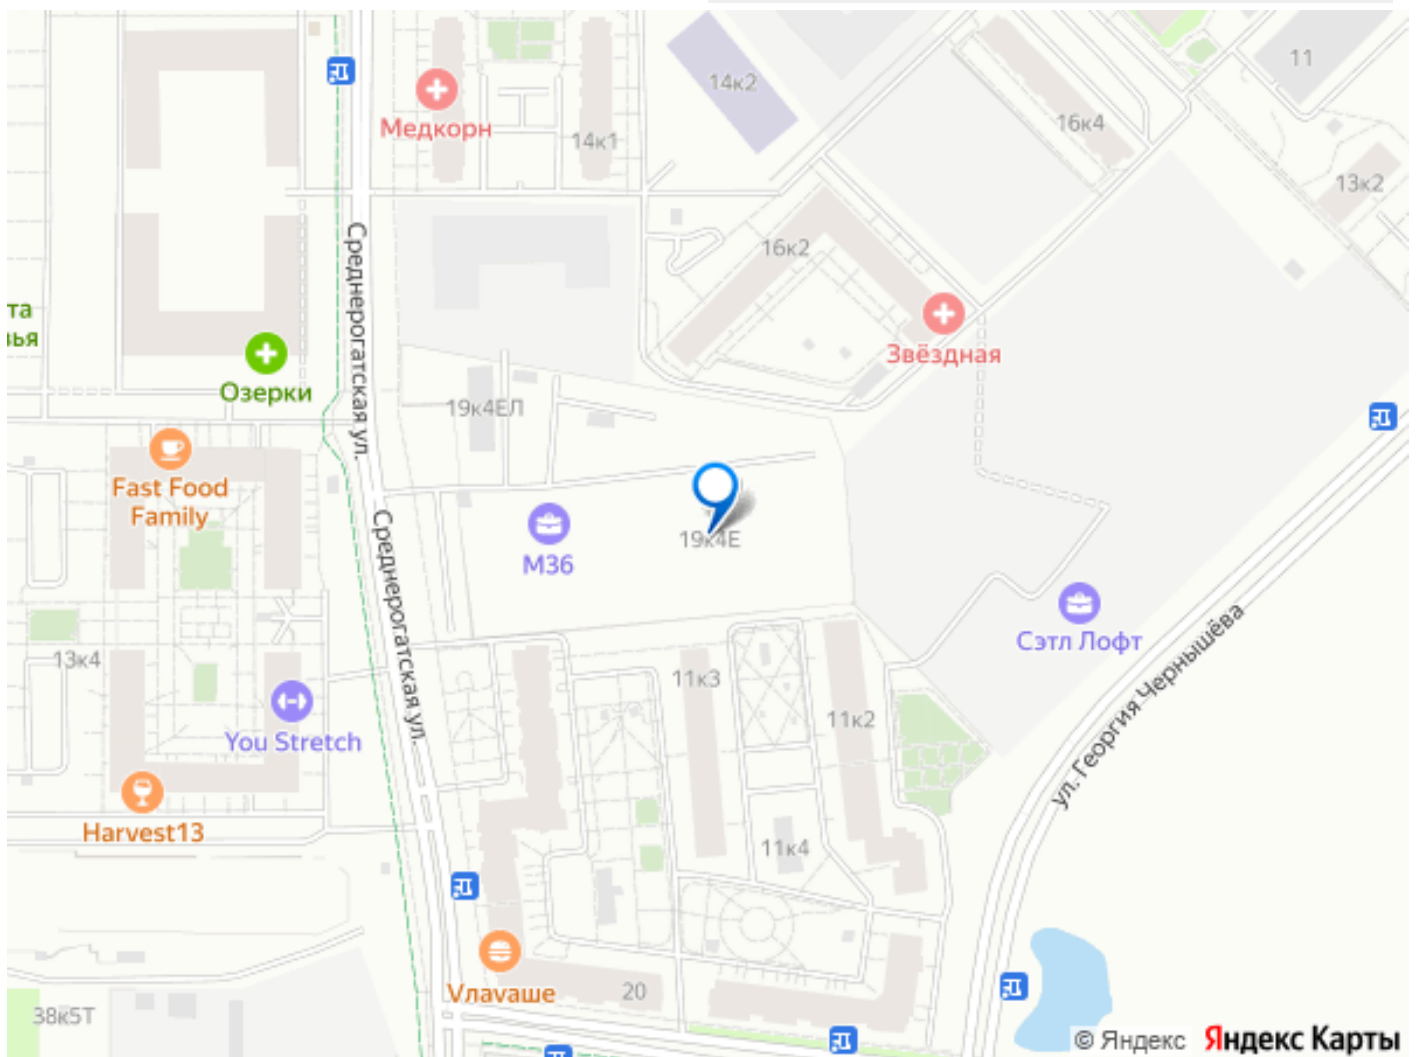 14к2
11
Медкорн
14к1
16к4
13к2
16к2
Среднерогатская ул.
Звёздная
та
вья
Озерки
19к4ЕЛ
Fast Food
Family
М36
19к4Е
Среднерогатская ул.
Сэтл Лофт
ул. Георгия Чернышёва
13к4
11к3
11к2
You Stretch
Harvest13
11к4
Vлаvаше
20
38к5Т
© Яндекс Яндекс Карты